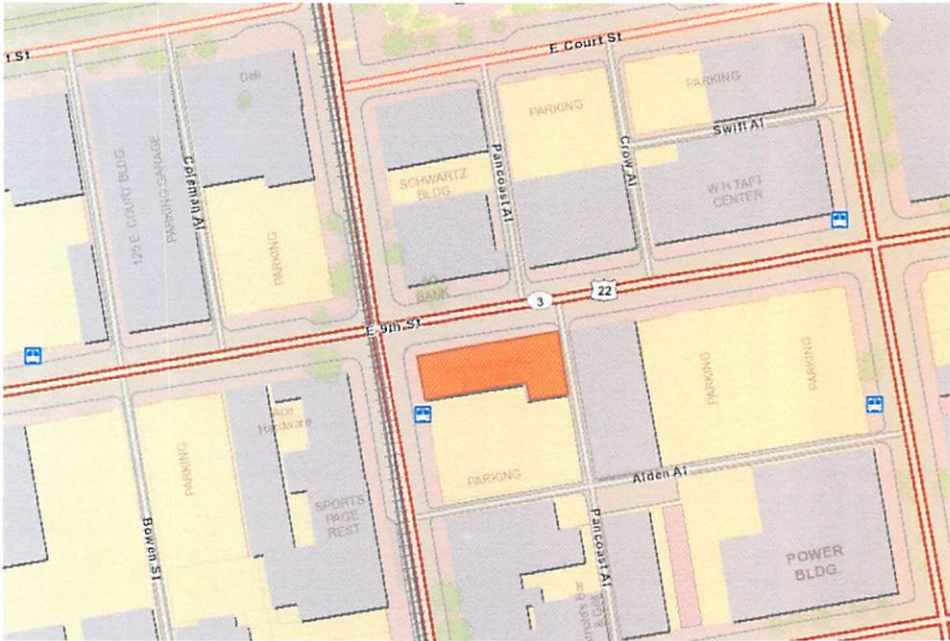 t St
E Court St
Deli
PARKING
PARKING
Swift Al
125 E. COURT BLDG.
PARKING GARAGE
Coleman Al
SCHWARTZ
BLDG.
Pancoast Al
Crow Al
W H TAFT
CENTER
PARKING
BANK
3
22
E 9th St
PARKING
PARKING
Ace
Hardware
PARKING
PARKING
Alden Al
SPORTS
PAGE
REST
Bowen St
Pancoast Al
Bar
& Grill
POWER
BLDG.